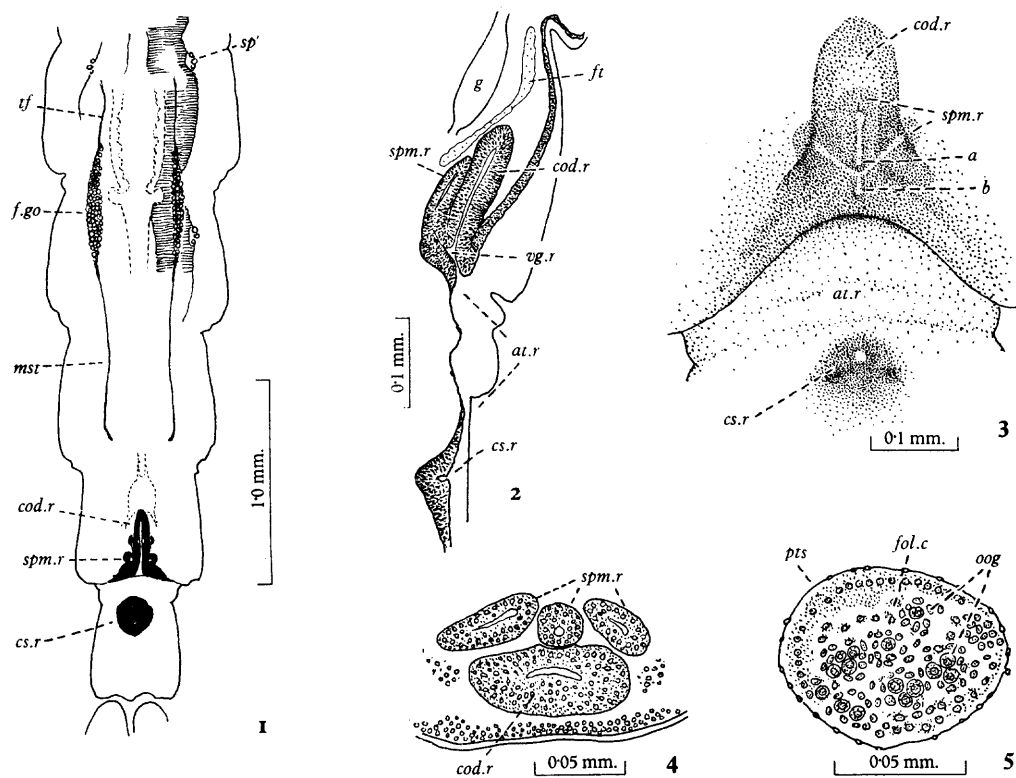 sp'
tf
f.go
mst
1·0 mm.
cod.r
spm.r
cs.r
1
g
ft
spm.r
cod.r
vg.r
0·1 mm.
at.r
cs.r
2
cod.r
spm.r
a
b
at.r
cs.r
0·1 mm.
3
spm.r
cod.r
0·05 mm.
4
pts
fol.c
oog
0·05 mm.
5